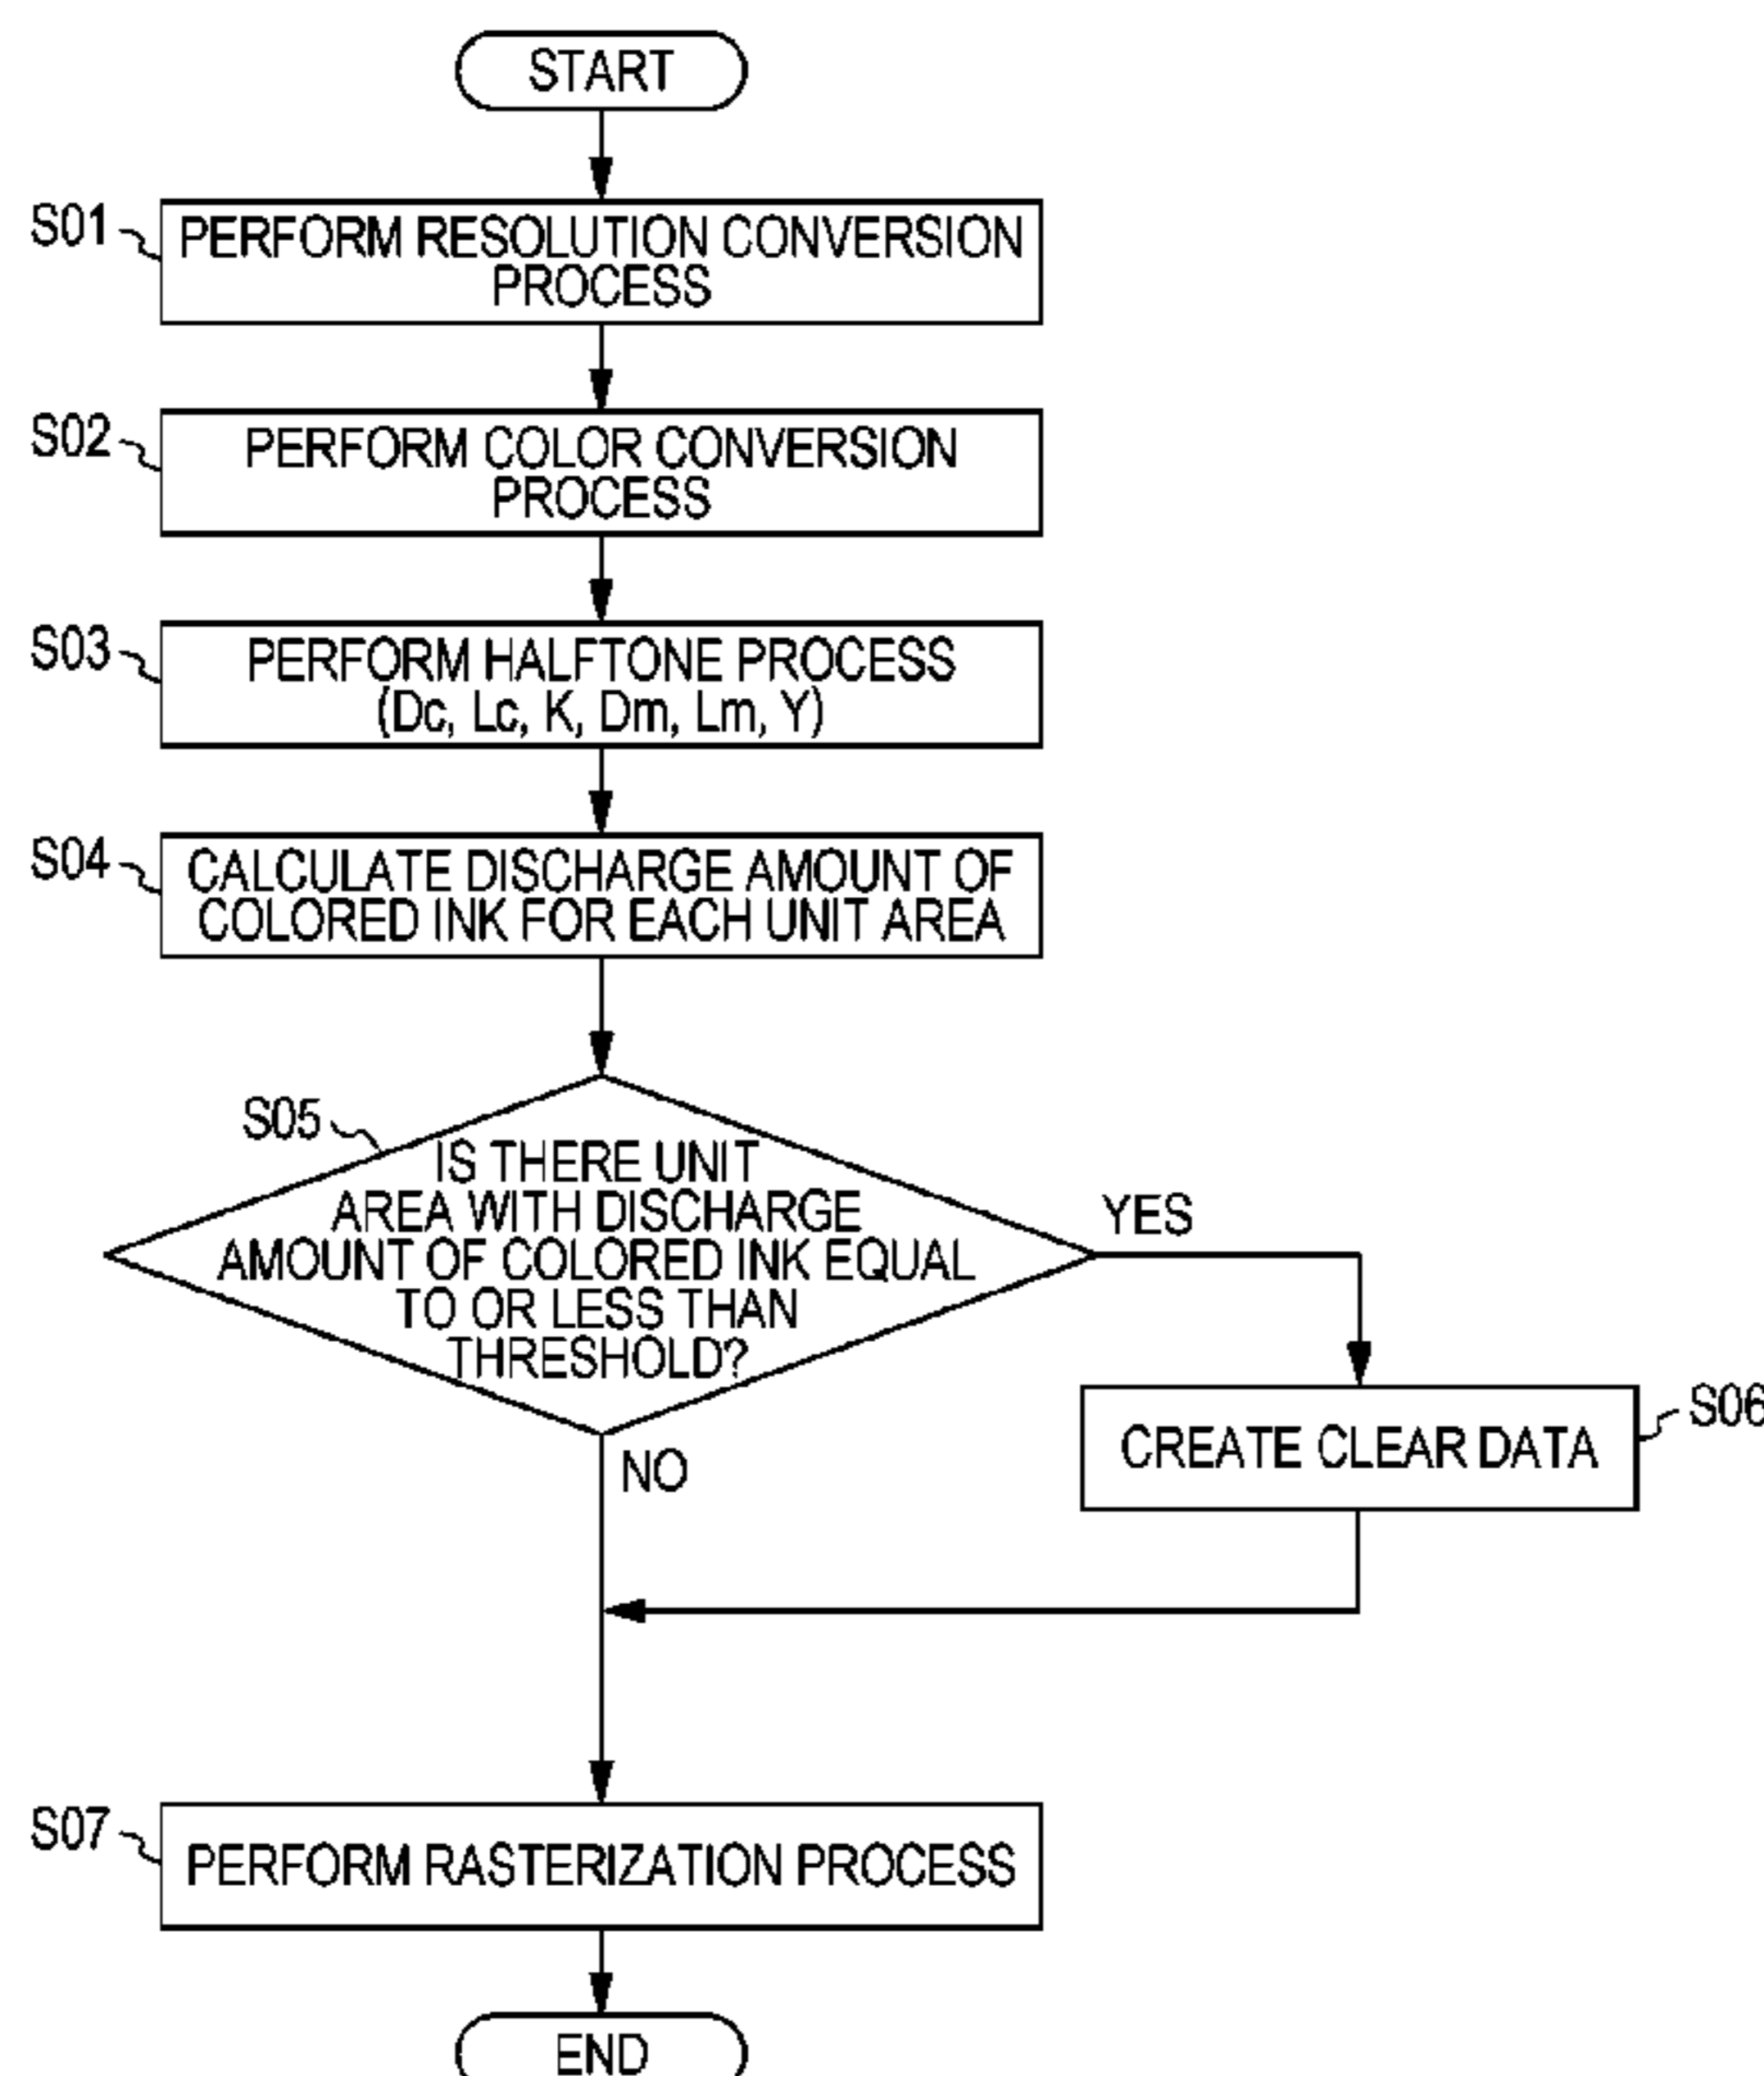 START
S01
PERFORM RESOLUTION CONVERSION
PROCESS
S02
PERFORM COLOR CONVERSION
PROCESS
S03
PERFORM HALFTONE PROCESS
(Dc, Lc, K, Dm, Lm, Y)
S04
CALCULATE DISCHARGE AMOUNT OF
COLORED INK FOR EACH UNIT AREA
S05
IS THERE UNIT
AREA WITH DISCHARGE
AMOUNT OF COLORED INK EQUAL
TO OR LESS THAN
THRESHOLD?
YES
NO
CREATE CLEAR DATA
S06
S07
PERFORM RASTERIZATION PROCESS
END